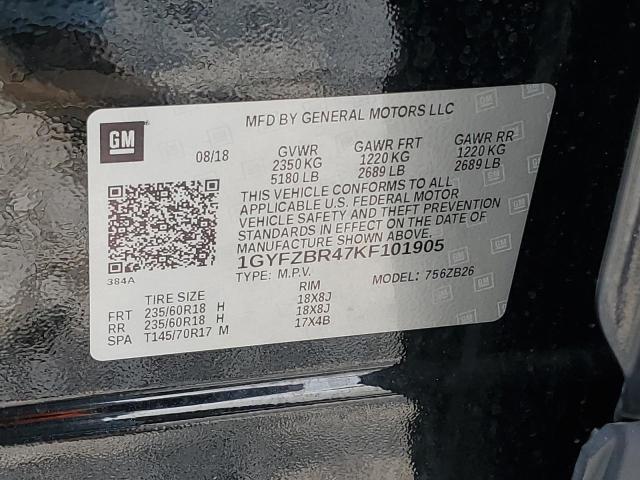 MFD BY GENERAL MOTORS LLC
GM
08/18 GVWR GAWR FRT GAWR RR
2350 KG 1220 KG 1220 KG
5180 LB 2689 LB 2689 LB
THIS VEHICLE CONFORMS TO ALL
APPLICABLE U.S. FEDERAL MOTOR
VEHICLE SAFETY AND THEFT PREVENTION
STANDARDS IN EFFECT ON THE DATE OF
MANUFACTURE SHOWN ABOVE.
1GYFZBR47KF101905
384A
TYPE: M.P.V. MODEL: 756ZB26
TIRE SIZE RIM
FRT 235/60R18 H 18X8J
RR 235/60R18 H 18X8J
SPA T145/70R17 M 17X4B